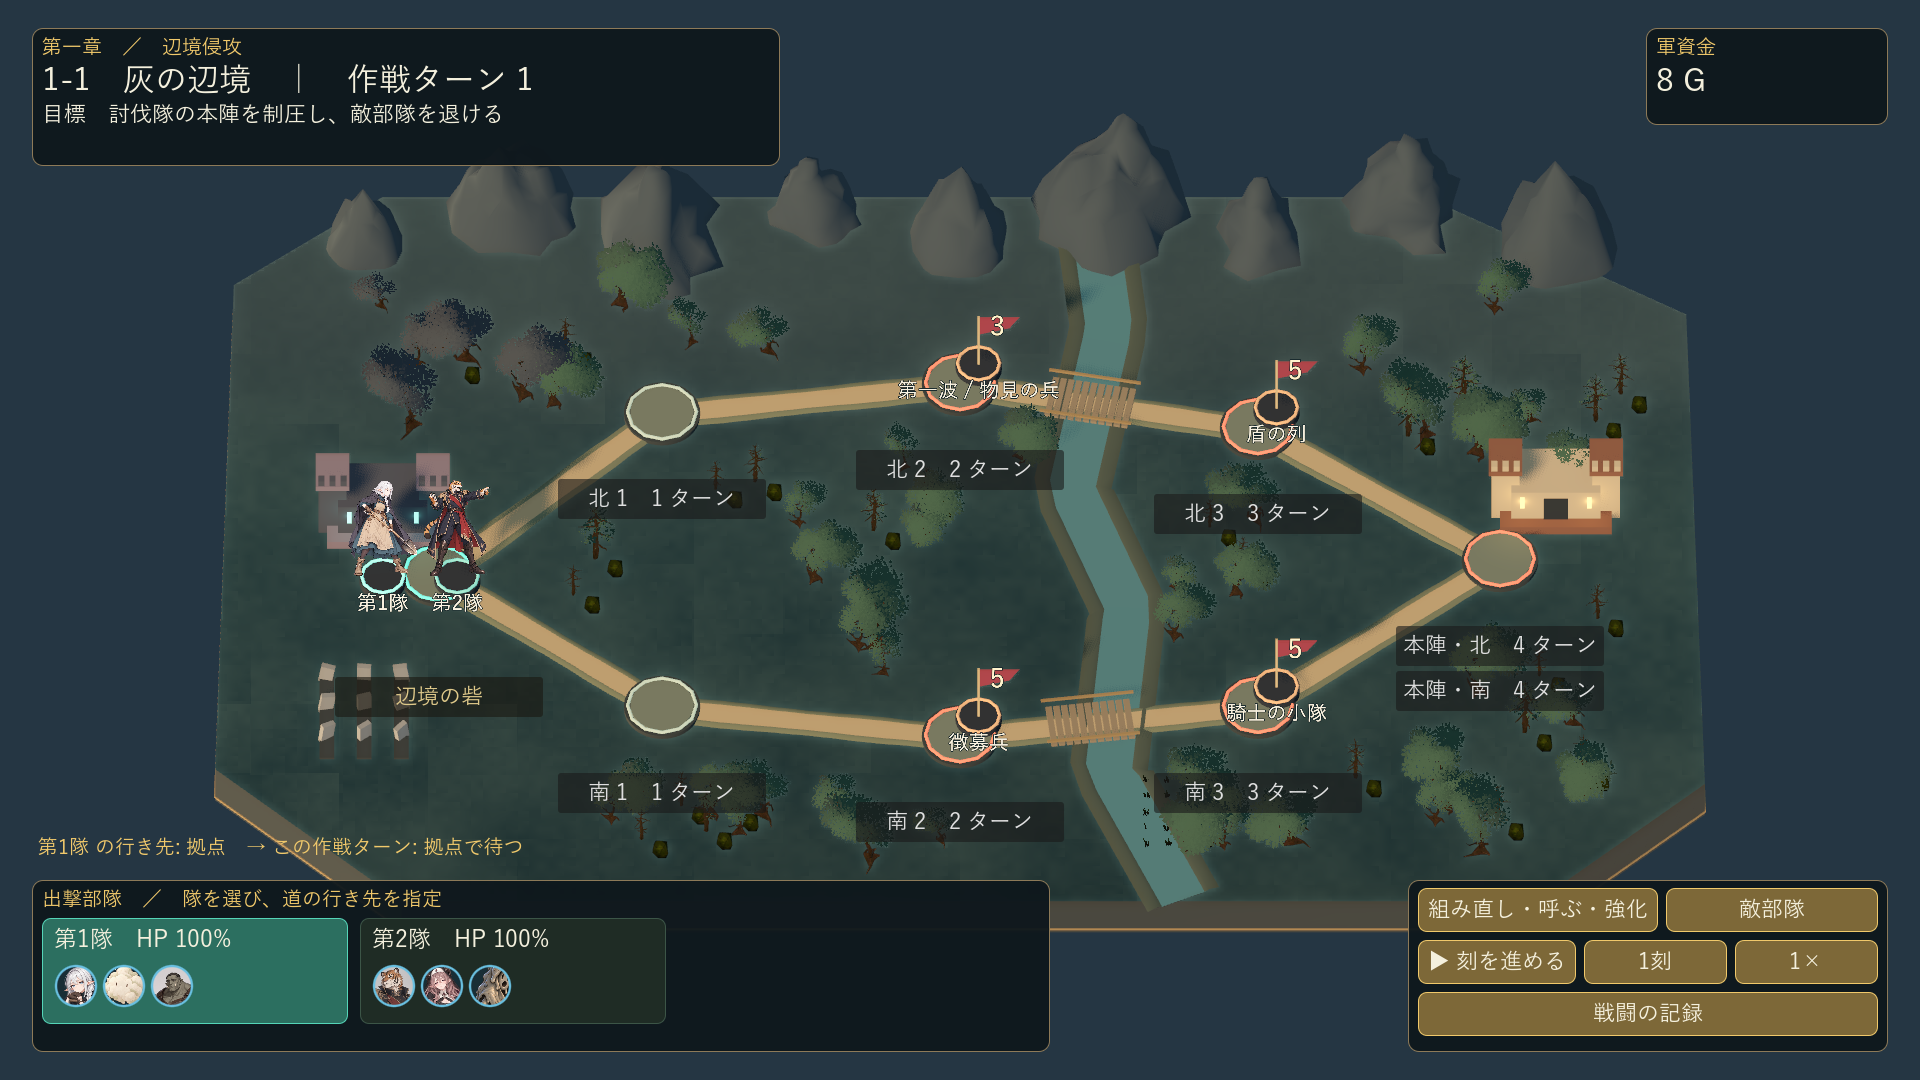 第一章　／　辺境侵攻
1-1　灰の辺境　｜　作戦ターン 1
目標　討伐隊の本陣を制圧し、敵部隊を退ける
軍資金
8 G
3
第一波 / 物見の兵
5
盾の列
北 2　2 ターン
北 1　1 ターン
北 3　3 ターン
第1隊
第2隊
本陣・北　4 ターン
本陣・南　4 ターン
辺境の砦
5
徴募兵
5
騎士の小隊
南 1　1 ターン
南 2　2 ターン
南 3　3 ターン
第1隊 の行き先: 拠点　→ この作戦ターン: 拠点で待つ
出撃部隊　／　隊を選び、道の行き先を指定
第1隊　HP 100%
第2隊　HP 100%
組み直し・呼ぶ・強化
敵部隊
▶ 刻を進める
1刻
1×
戦闘の記録